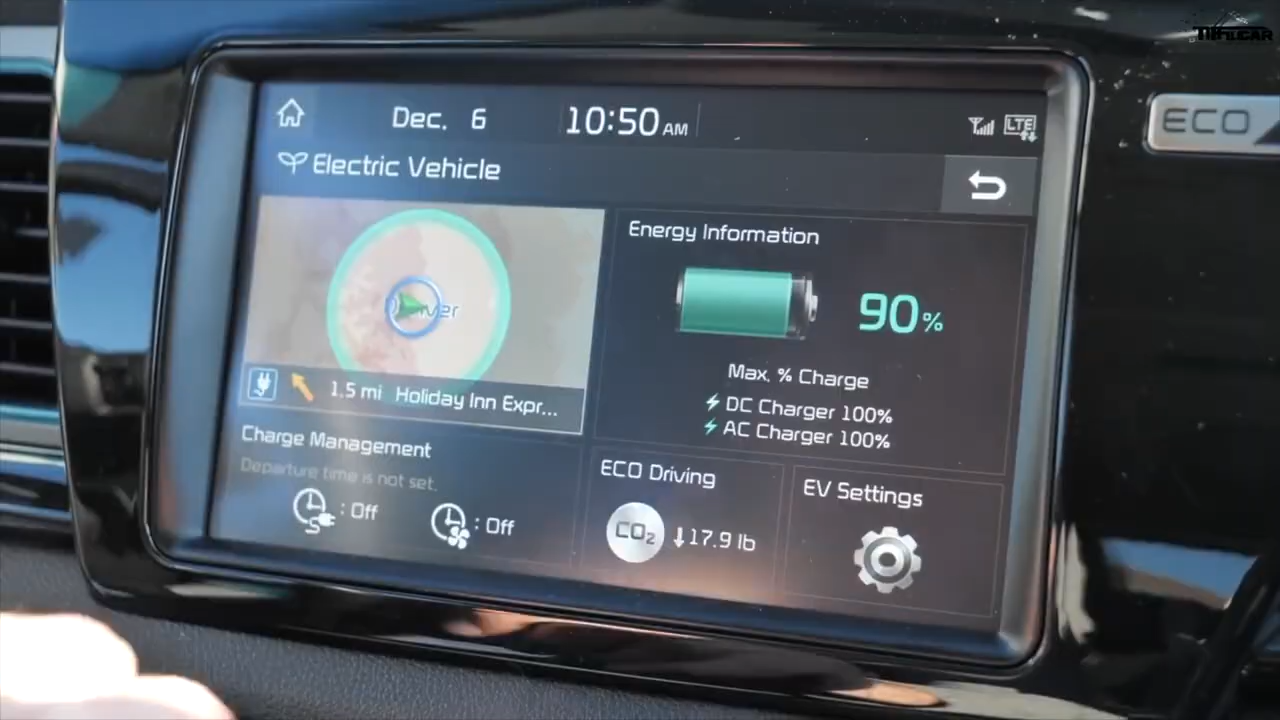 TFLCAR
ECO
Dec. 6 10:50 AM LTE
Electric Vehicle
Energy Information
90%
1.5 mi Holiday Inn Expr...
Max. % Charge
DC Charger 100%
AC Charger 100%
Charge Management
Departure time is not set.
: Off : Off
ECO Driving
CO₂ ↓17.9 lb
EV Settings